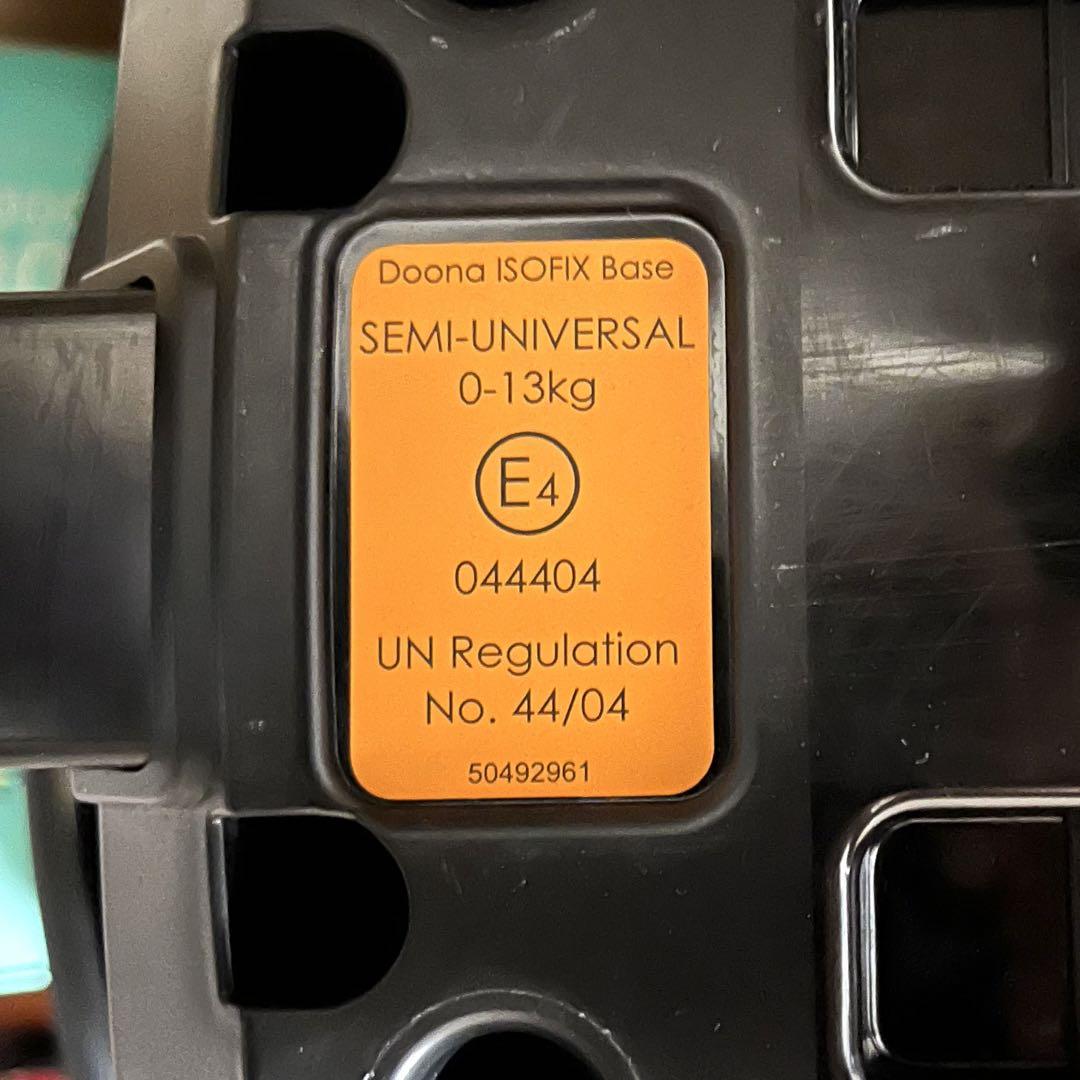 Doona ISOFIX Base
SEMI-UNIVERSAL
0-13kg
E4
044404
UN Regulation
No. 44/04
50492961